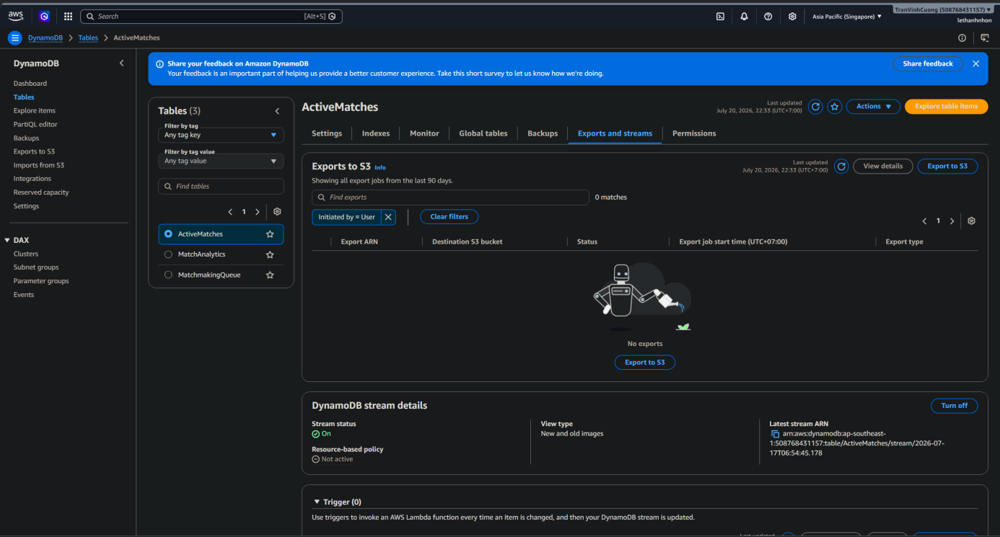 aws
Search
[Alt+S]
Asia Pacific (Singapore)
TranVinhCuong (508768431157)
lethanhnhon
DynamoDB
Tables
ActiveMatches
DynamoDB
Dashboard
Tables
Explore items
PartiQL editor
Backups
Exports to S3
Imports from S3
Integrations
Reserved capacity
Settings
DAX
Clusters
Subnet groups
Parameter groups
Events
Share your feedback on Amazon DynamoDB
Your feedback is an important part of helping us provide a better customer experience. Take this short survey to let us know how we're doing.
Share feedback
Tables (3)
Filter by tag
Any tag key
Filter by tag value
Any tag value
Find tables
1
ActiveMatches
MatchAnalytics
MatchmakingQueue
ActiveMatches
Last updated
July 20, 2026, 22:33 (UTC+7:00)
Actions
Explore table items
Settings
Indexes
Monitor
Global tables
Backups
Exports and streams
Permissions
Exports to S3 Info
Showing all export jobs from the last 90 days.
Last updated
July 20, 2026, 22:33 (UTC+7:00)
View details
Export to S3
Find exports
0 matches
Initiated by = User
Clear filters
1
Export ARN
Destination S3 bucket
Status
Export job start time (UTC+07:00)
Export type
No exports
Export to S3
DynamoDB stream details
Turn off
Stream status
On
Resource-based policy
Not active
View type
New and old images
Latest stream ARN
arn:aws:dynamodb:ap-southeast-
1:508768431157:table/ActiveMatches/stream/2026-07-
17T06:54:45.178
Trigger (0)
Use triggers to invoke an AWS Lambda function every time an item is changed, and then your DynamoDB stream is updated.
Last updated